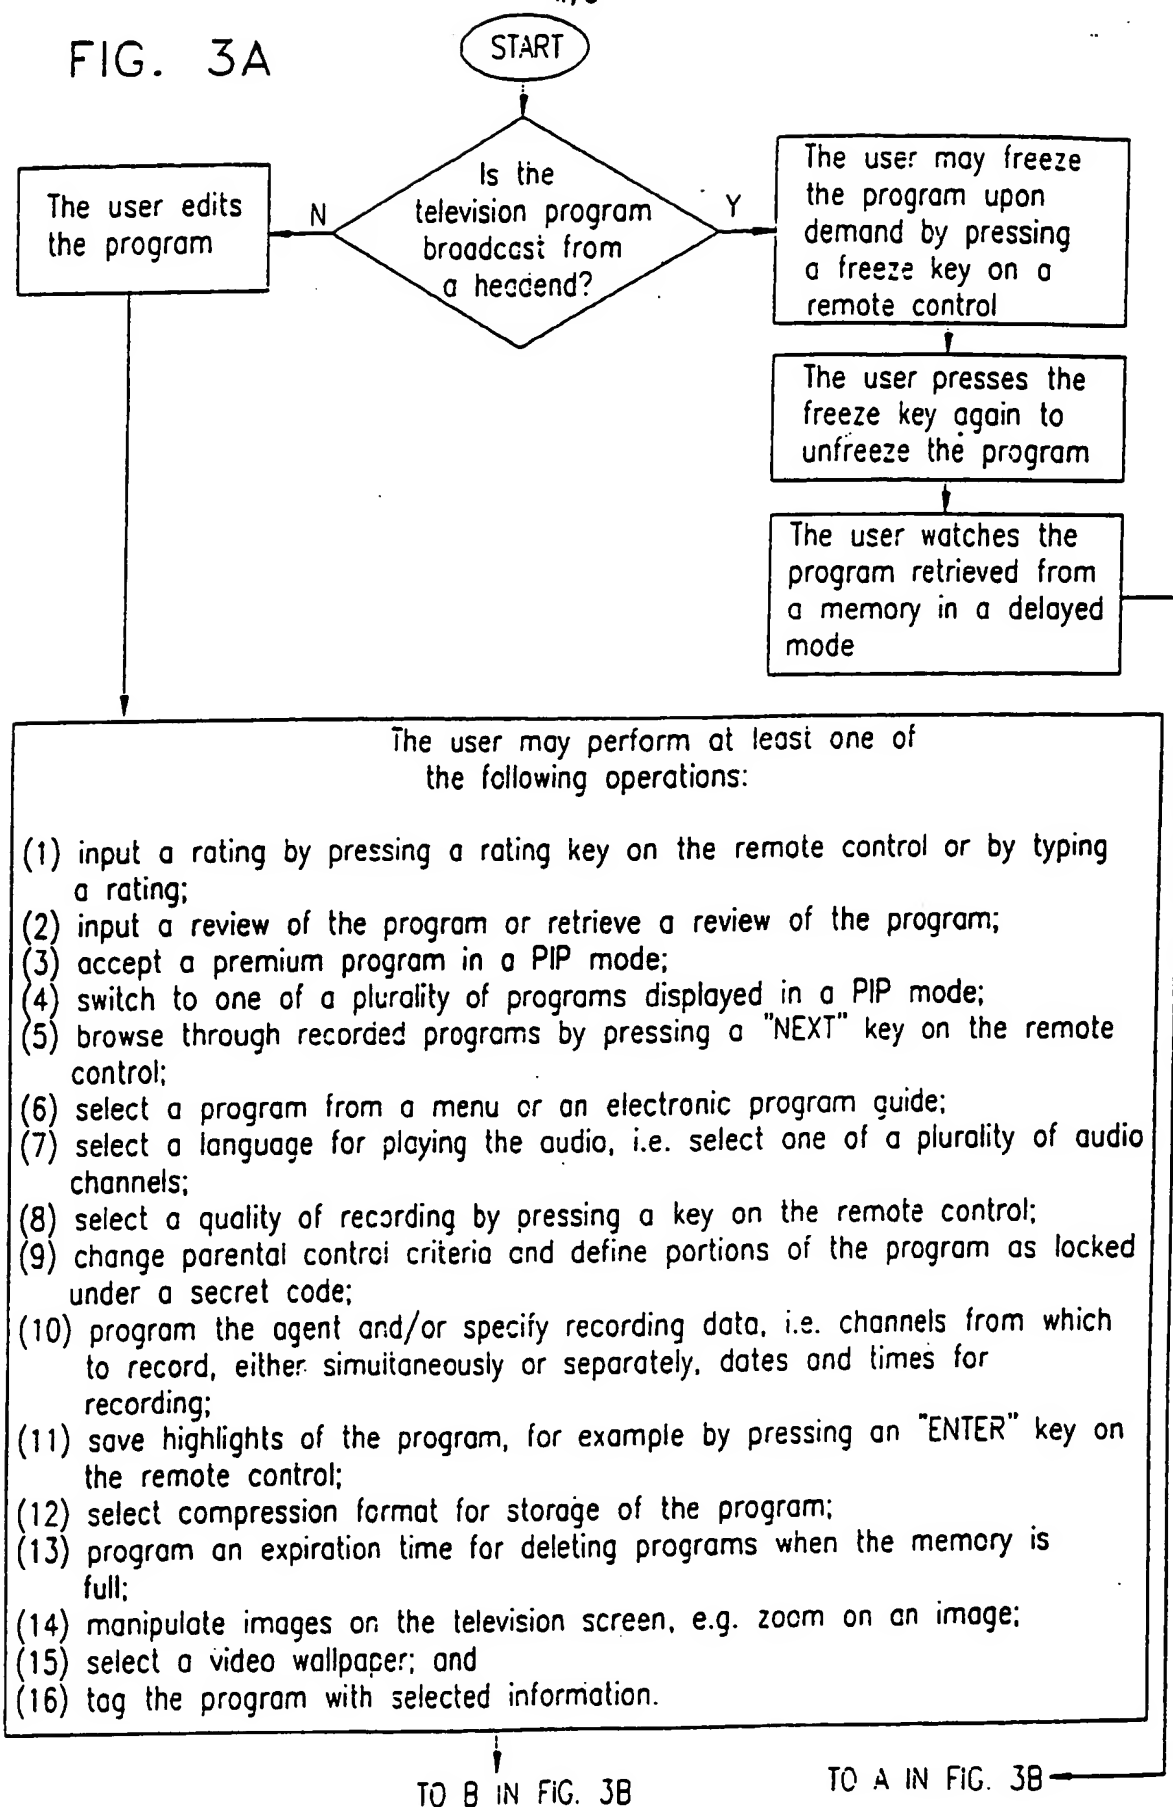 FIG. 3A
START
Is the
television program
broadcast from
a headend?
N
Y
The user edits
the program
The user may freeze
the program upon
demand by pressing
a freeze key on a
remote control
The user presses the
freeze key again to
unfreeze the program
The user watches the
program retrieved from
a memory in a delayed
mode
The user may perform at least one of
the following operations:
(1) input a rating by pressing a rating key on the remote control or by typing
a rating;
(2) input a review of the program or retrieve a review of the program;
(3) accept a premium program in a PIP mode;
(4) switch to one of a plurality of programs displayed in a PIP mode;
(5) browse through recorded programs by pressing a "NEXT" key on the remote
control;
(6) select a program from a menu or an electronic program guide;
(7) select a language for playing the audio, i.e. select one of a plurality of audio
channels;
(8) select a quality of recording by pressing a key on the remote control;
(9) change parental control criteria and define portions of the program as locked
under a secret code;
(10) program the agent and/or specify recording data, i.e. channels from which
to record, either simultaneously or separately, dates and times for
recording;
(11) save highlights of the program, for example by pressing an "ENTER" key on
the remote control;
(12) select compression format for storage of the program;
(13) program an expiration time for deleting programs when the memory is
full;
(14) manipulate images on the television screen, e.g. zoom on an image;
(15) select a video wallpaper; and
(16) tag the program with selected information.
TO B IN FIG. 3B
TO A IN FIG. 3B